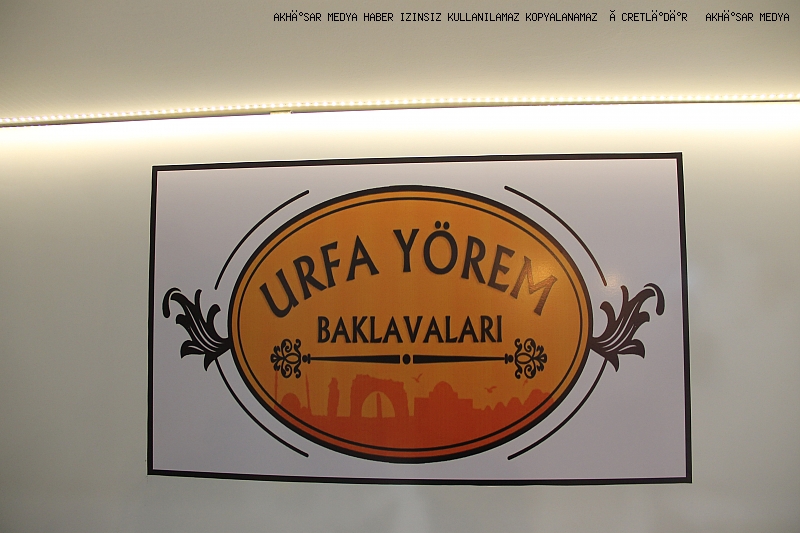 AKHÄ°SAR MEDYA HABER IZINSIZ KULLANILAMAZ KOPYALANAMAZ Ã CRETLÄ°DÄ°R AKHÄ°SAR MEDYA
URFA YÖREM
BAKLAVALARI